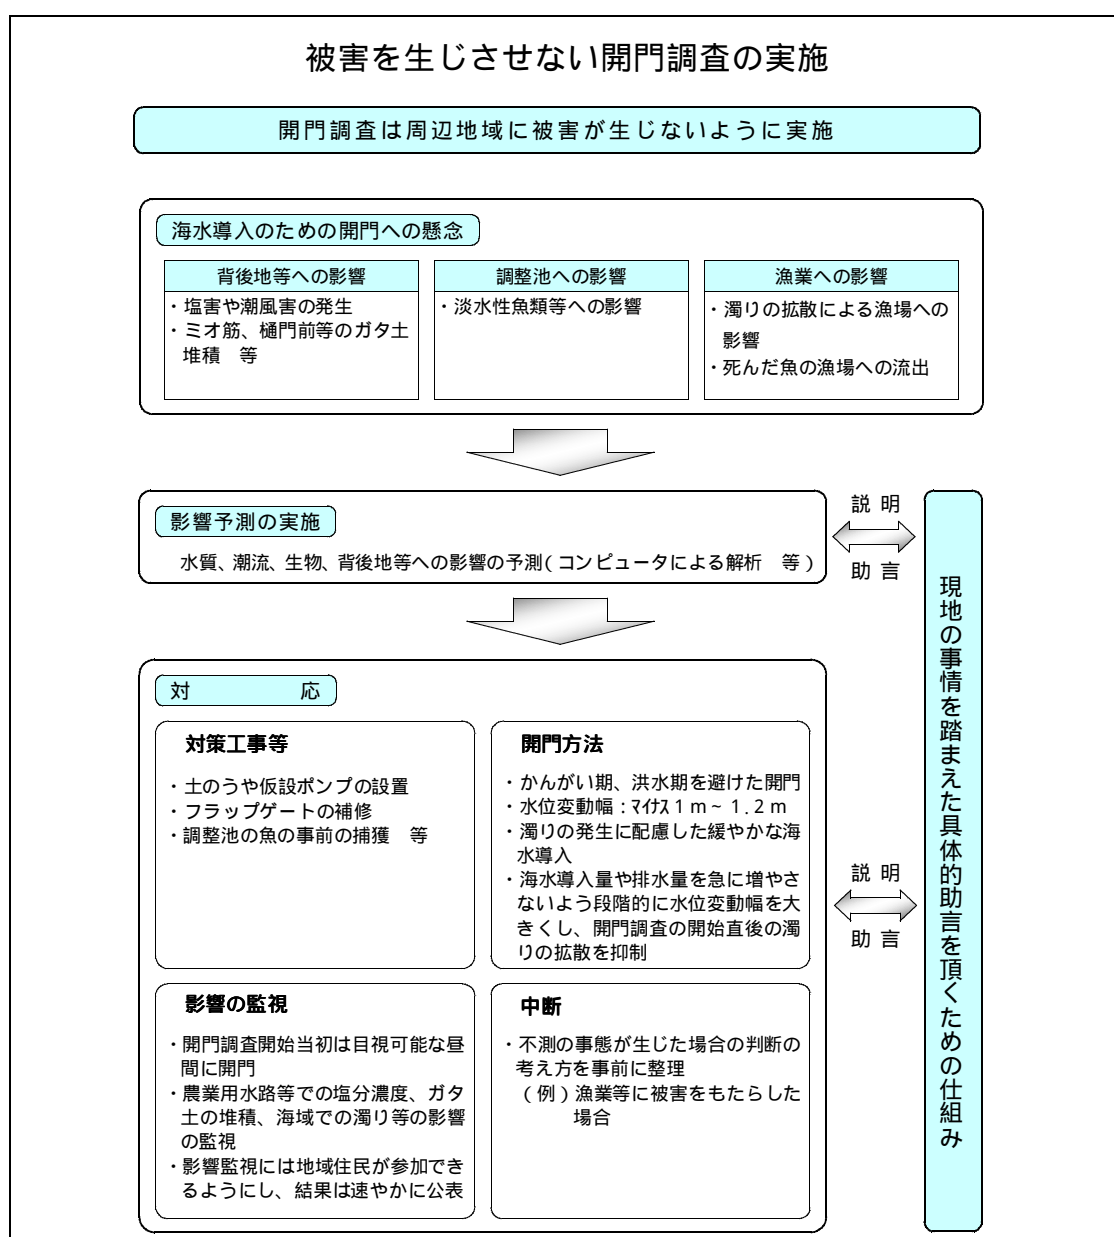 被害を生じさせない開門調査の実施
開門調査は周辺地域に被害が生じないように実施
海水導入のための開門への懸念
背後地等への影響
・塩害や潮風害の発生
・ミオ筋、樋門前等のガタ土
堆積　等
調整池への影響
・淡水性魚類等への影響
漁業への影響
・濁りの拡散による漁場への
影響
・死んだ魚の漁場への流出
影響予測の実施
水質、潮流、生物、背後地等への影響の予測(コンピュータによる解析　等)
説 明
助 言
対　応
対策工事等
・土のうや仮設ポンプの設置
・フラップゲートの補修
・調整池の魚の事前の捕獲　等
開門方法
・かんがい期、洪水期を避けた開門
・水位変動幅：マイナス１ｍ~１.２ｍ
・濁りの発生に配慮した緩やかな海
水導入
・海水導入量や排水量を急に増やさ
ないよう段階的に水位変動幅を大
きくし、開門調査の開始直後の濁
りの拡散を抑制
影響の監視
・開門調査開始当初は目視可能な昼
間に開門
・農業用水路等での塩分濃度、ガタ
土の堆積、海域での濁り等の影響
の監視
・影響監視には地域住民が参加でき
るようにし、結果は速やかに公表
中断
・不測の事態が生じた場合の判断の
考え方を事前に整理
(例)漁業等に被害をもたらした
場合
説 明
助 言
現地の事情を踏まえた具体的助言を頂くための仕組み